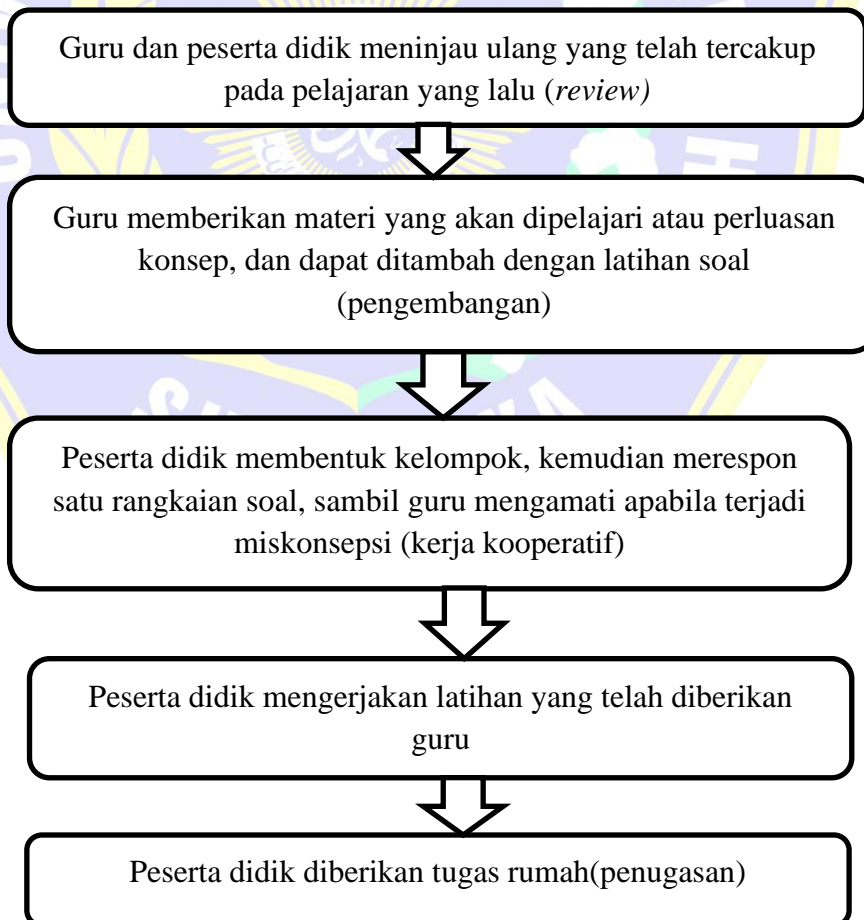 Guru dan peserta didik meninjau ulang yang telah tercakup
pada pelajaran yang lalu (review)
Guru memberikan materi yang akan dipelajari atau perluasan
konsep, dan dapat ditambah dengan latihan soal
(pengembangan)
Peserta didik membentuk kelompok, kemudian merespon
satu rangkaian soal, sambil guru mengamati apabila terjadi
miskonsepsi (kerja kooperatif)
Peserta didik mengerjakan latihan yang telah diberikan
guru
Peserta didik diberikan tugas rumah(penugasan)